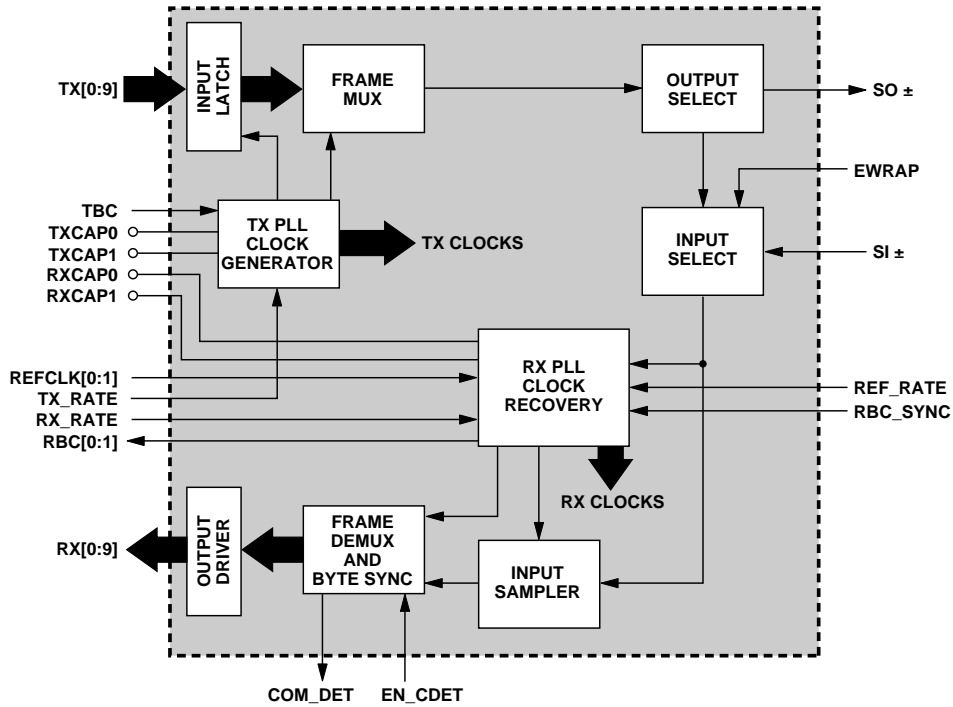 TX[0:9]
INPUT
LATCH
FRAME
MUX
OUTPUT
SELECT
SO ±
EWRAP
TBC
TXCAP0
TXCAP1
RXCAP0
RXCAP1
TX PLL
CLOCK
GENERATOR
TX CLOCKS
INPUT
SELECT
SI ±
REFCLK[0:1]
TX_RATE
RX_RATE
RBC[0:1]
RX PLL
CLOCK
RECOVERY
REF_RATE
RBC_SYNC
RX CLOCKS
RX[0:9]
OUTPUT
DRIVER
FRAME
DEMUX
AND
BYTE SYNC
INPUT
SAMPLER
COM_DET
EN_CDET